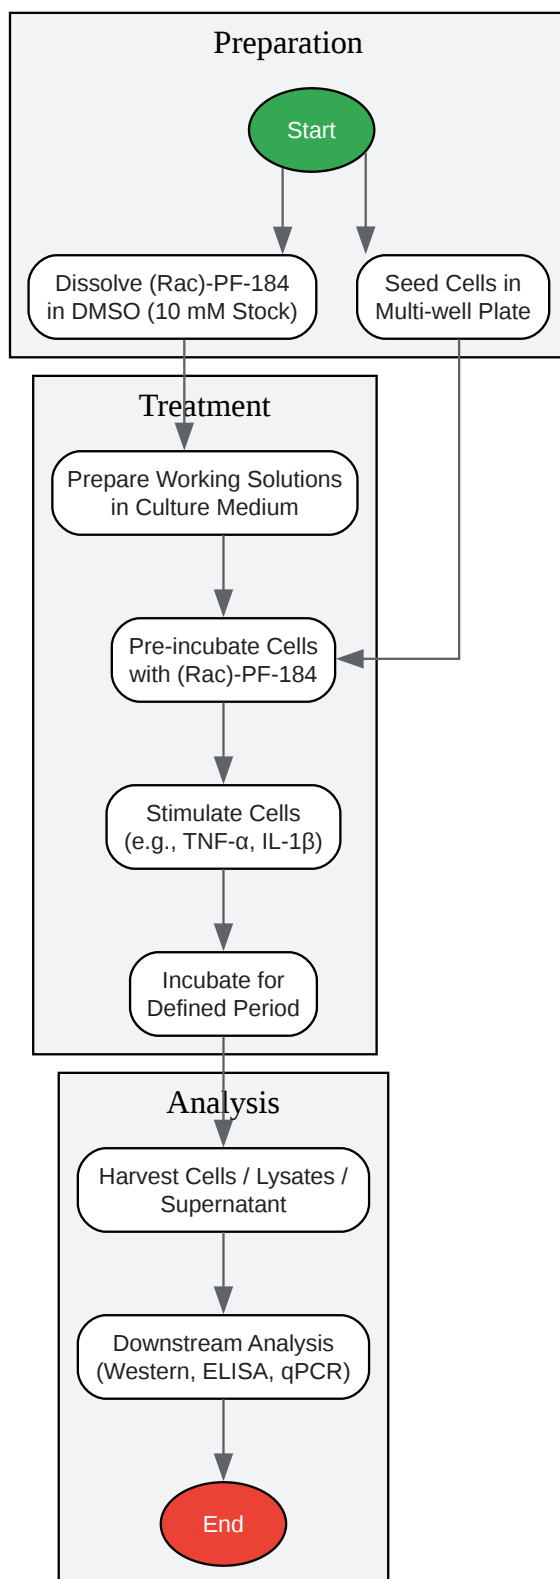 Preparation
Start
Dissolve (Rac)-PF-184
in DMSO (10 mM Stock)
Seed Cells in
Multi-well Plate
Treatment
Prepare Working Solutions
in Culture Medium
Pre-incubate Cells
with (Rac)-PF-184
Stimulate Cells
(e.g., TNF-α, IL-1β)
Incubate for
Defined Period
Analysis
Harvest Cells / Lysates /
Supernatant
Downstream Analysis
(Western, ELISA, qPCR)
End